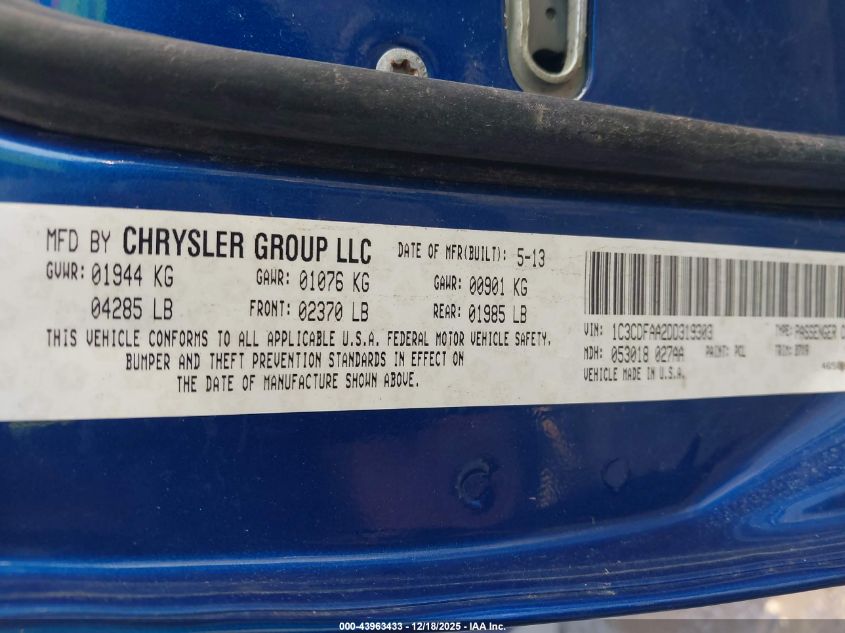 MFD BY CHRYSLER GROUP LLC DATE OF MFR(BUILT): 5-13
GVWR: 01944 KG GAWR: 01076 KG GAWR: 00901 KG
04285 LB FRONT: 02370 LB REAR: 01985 LB
THIS VEHICLE CONFORMS TO ALL APPLICABLE U.S.A. FEDERAL MOTOR VEHICLE SAFETY,
BUMPER AND THEFT PREVENTION STANDARDS IN EFFECT ON
THE DATE OF MANUFACTURE SHOWN ABOVE.
VIN: 1C3CDFAA2DD319303 TYPE: PASSENGER C
MDH: 053018 027AA PAINT: PCL TRIM:
VEHICLE MADE IN U.S.A.
000-43963433 - 12/18/2025 - IAA Inc.